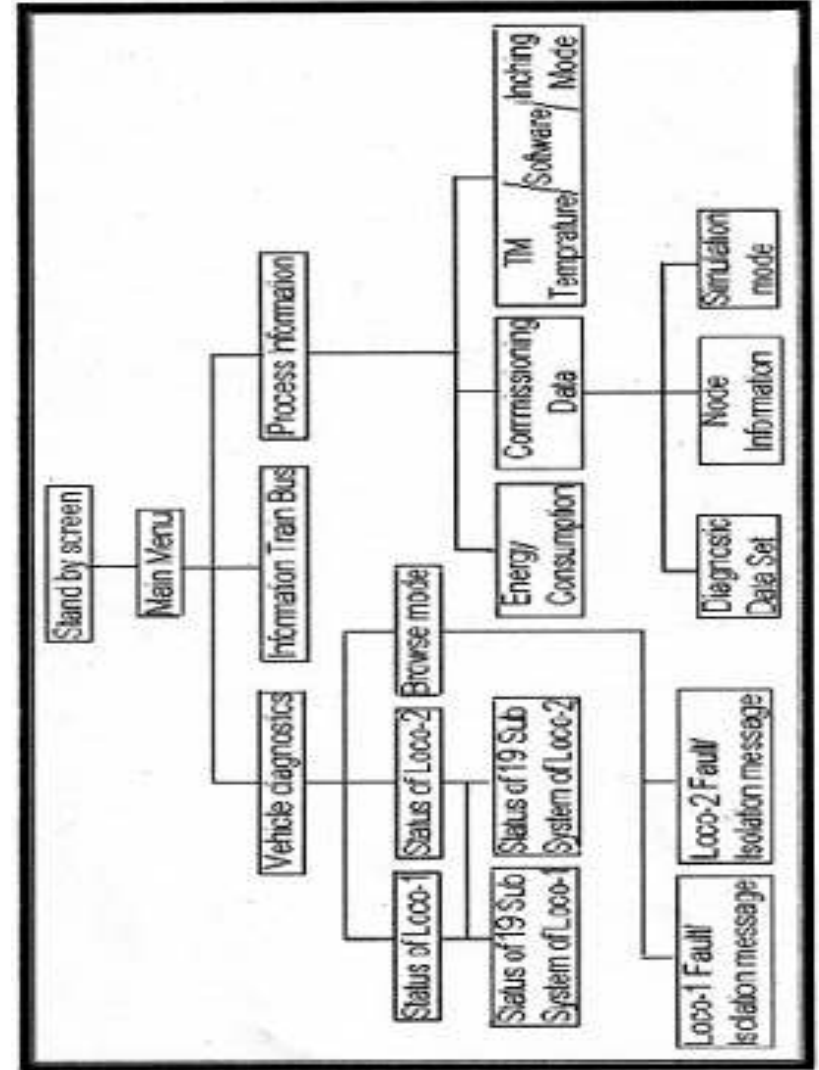 Stand by screen
Main Menu
Vehicle diagnostics
Information Train Bus
Process Information
Status of Loco-1
Status of Loco-2
Browse mode
Status of 19 Sub
System of Loco-1
Status of 19 Sub
System of Loco-2
Energy
Consumption
Commissioning
Data
TM
Temprature/
/Software/
Inching
Mode
Loco-1 Fault/
Isolation message
Loco-2 Fault/
Isolation message
Diagnostic
Data Set
Node
Information
Simulation
mode